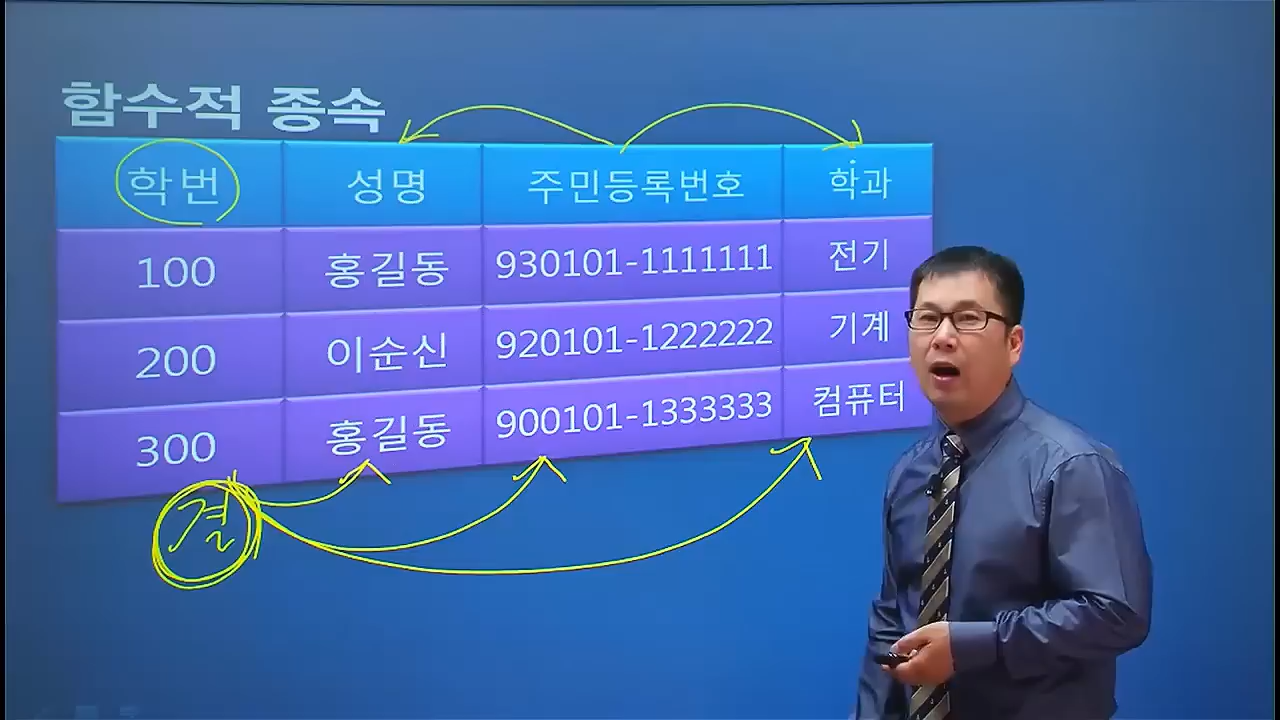 함수적 종속
학번 성명 주민등록번호 학과
100 홍길동 930101-1111111 전기
200 이순신 920101-1222222 기계
300 홍길동 900101-1333333 컴퓨터
결